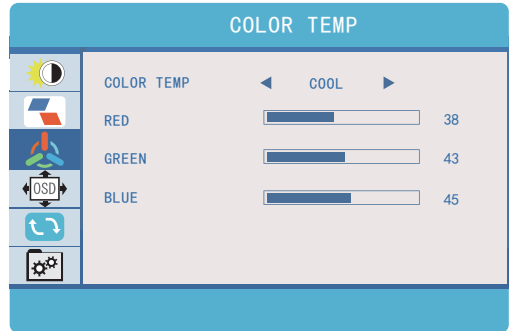 COLOR TEMP
COLOR TEMP COOL
RED 38
GREEN 43
OSD
BLUE 45